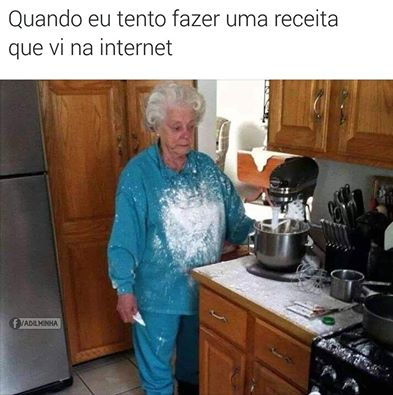 Quando eu tento fazer uma receita
que vi na internet
f/ADILMINHA